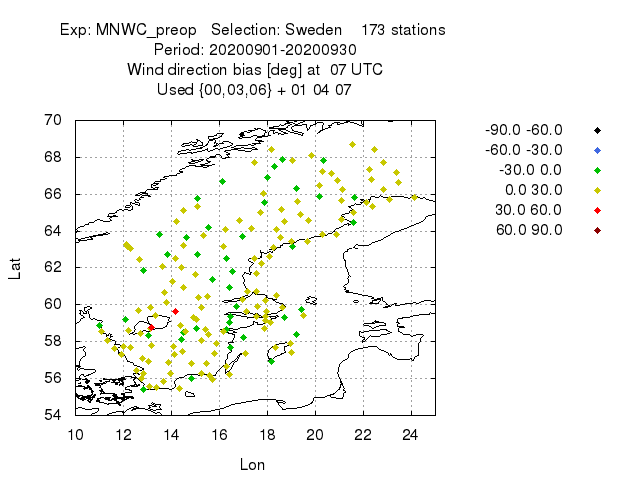 Exp: MNWC_preop   Selection: Sweden    173 stations
Period: 20200901-20200930
Wind direction bias [deg] at  07 UTC
Used {00,03,06} + 01 04 07
-90.0 -60.0
-60.0 -30.0
-30.0 0.0
0.0 30.0
30.0 60.0
60.0 90.0
70
68
66
64
62
60
58
56
54
Lat
10 12 14 16 18 20 22 24
Lon